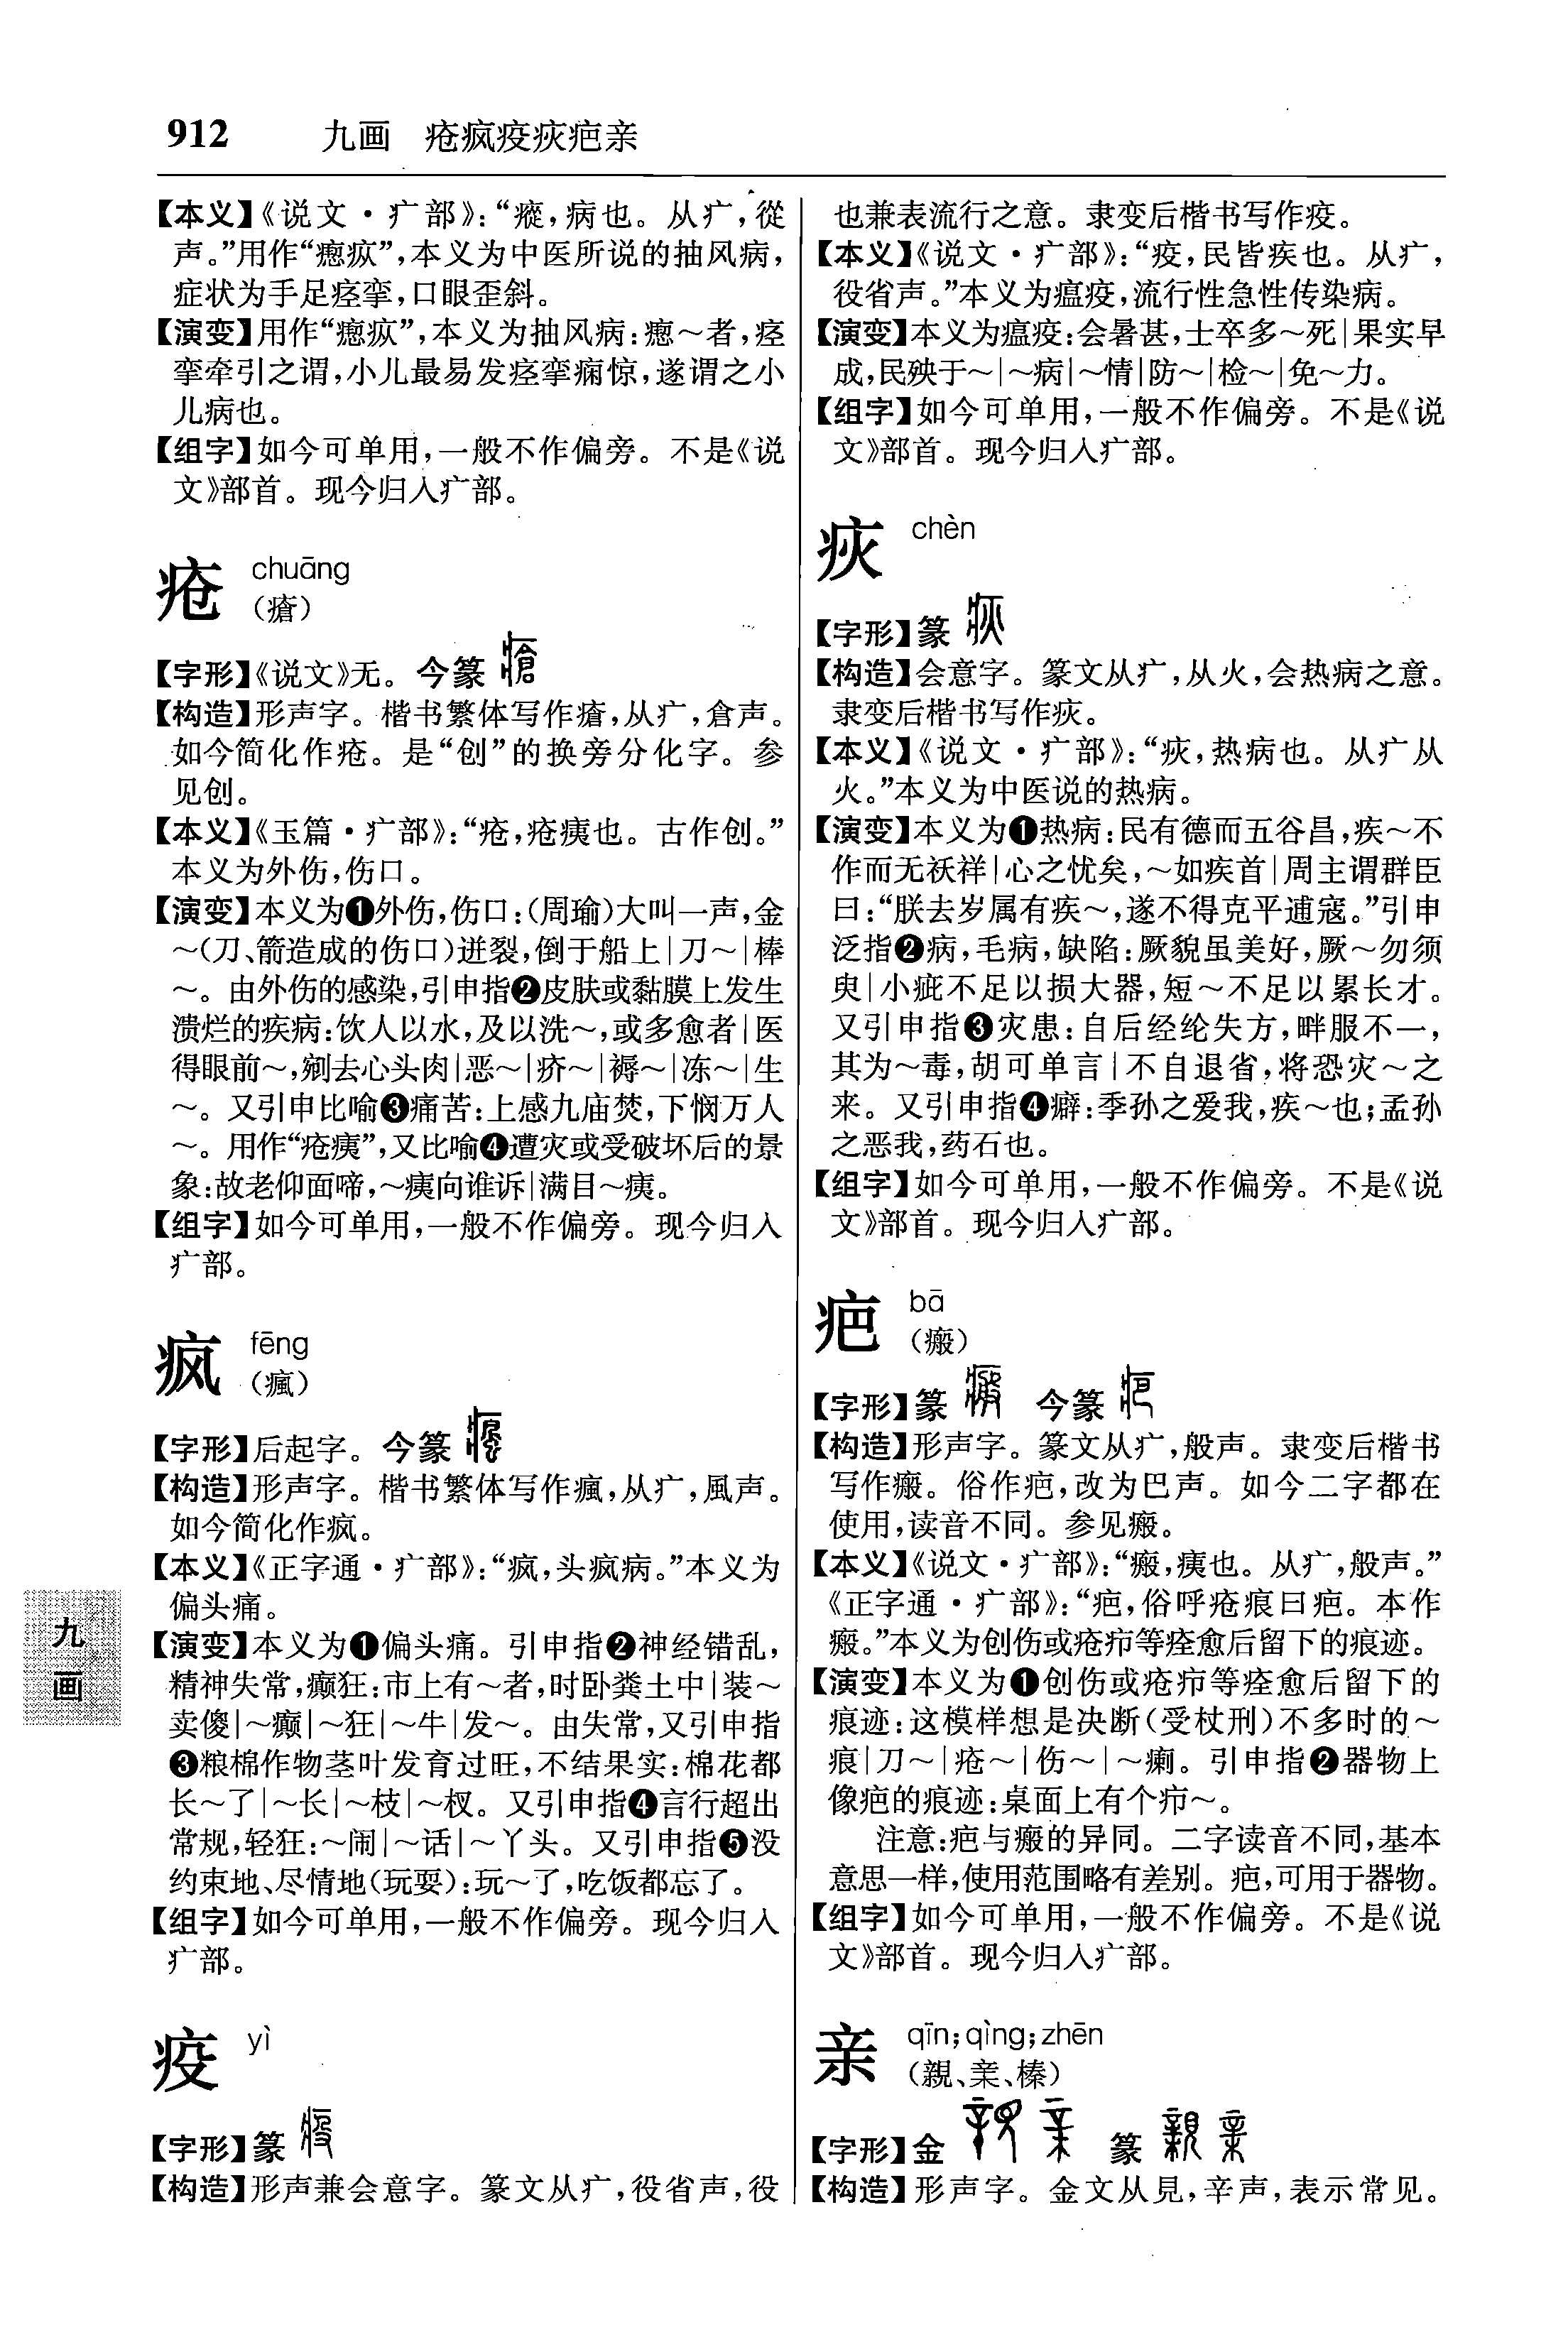 912 九画 疮疯疫疢疤亲
【本义】《说文·疒部》：“瘲，病也。从疒，從
声。”用作“瘛疭”，本义为中医所说的抽风病，
症状为手足痉挛，口眼歪斜。
【演变】用作“瘛疭”，本义为抽风病：瘛～者，痉
挛牵引之谓，小儿最易发痉挛痫惊，遂谓之小
儿病也。
【组字】如今可单用，一般不作偏旁。不是《说
文》部首。现今归入疒部。
疮 chuāng
（瘡）
【字形】《说文》无。今篆
【构造】形声字。楷书繁体写作瘡，从疒，倉声。
如今简化作疮。是“创”的换旁分化字。参
见创。
【本义】《玉篇·疒部》：“疮，疮痍也。古作创。”
本义为外伤，伤口。
【演变】本义为❶外伤，伤口：（周瑜）大叫一声，金
～（刀、箭造成的伤口）迸裂，倒于船上|刀～|棒
～。由外伤的感染，引申指❷皮肤或黏膜上发生
溃烂的疾病：饮人以水，及以洗～，或多愈者|医
得眼前～，剜去心头肉|恶～|疥～|褥～|冻～|生
～。又引申比喻❸痛苦：上感九庙焚，下悯万人
～。用作“疮痍”，又比喻❹遭灾或受破坏后的景
象：故老仰面啼，～痍向谁诉|满目～痍。
【组字】如今可单用，一般不作偏旁。现今归入
疒部。
疯 fēng
（瘋）
【字形】后起字。今篆
【构造】形声字。楷书繁体写作瘋，从疒，風声。
如今简化作疯。
【本义】《正字通·疒部》：“疯，头疯病。”本义为
偏头痛。
【演变】本义为❶偏头痛。引申指❷神经错乱，
精神失常，癫狂：市上有～者，时卧粪土中|装～
卖傻|～癫|～狂|～牛|发～。由失常，又引申指
❸粮棉作物茎叶发育过旺，不结果实：棉花都
长～了|～长|～枝|～杈。又引申指❹言行超出
常规，轻狂：～闹|～话|～丫头。又引申指❺没
约束地、尽情地（玩耍）：玩～了，吃饭都忘了。
【组字】如今可单用，一般不作偏旁。现今归入
疒部。
疫 yì
【字形】篆
【构造】形声兼会意字。篆文从疒，役省声，役
也兼表流行之意。隶变后楷书写作疫。
【本义】《说文·疒部》：“疫，民皆疾也。从疒，
役省声。”本义为瘟疫，流行性急性传染病。
【演变】本义为瘟疫：会暑甚，士卒多～死|果实早
成，民殃于～|～病|～情|防～|检～|免～力。
【组字】如今可单用，一般不作偏旁。不是《说
文》部首。现今归入疒部。
疢 chèn
【字形】篆
【构造】会意字。篆文从疒，从火，会热病之意。
隶变后楷书写作疢。
【本义】《说文·疒部》：“疢，热病也。从疒从
火。”本义为中医说的热病。
【演变】本义为❶热病：民有德而五谷昌，疾～不
作而无祆祥|心之忧矣，～如疾首|周主谓群臣
曰：“朕去岁属有疾～，遂不得克平逋寇。”引申
泛指❷病，毛病，缺陷：厥貌虽美好，厥～勿须
臾|小疵不足以损大器，短～不足以累长才。
又引申指❸灾患：自后经纶失方，畔服不一，
其为～毒，胡可单言|不自退省，将恐灾～之
来。又引申指❹癖：季孙之爱我，疾～也；孟孙
之恶我，药石也。
【组字】如今可单用，一般不作偏旁。不是《说
文》部首。现今归入疒部。
疤 bā
（瘢）
【字形】篆 今篆
【构造】形声字。篆文从疒，般声。隶变后楷书
写作瘢。俗作疤，改为巴声。如今二字都在
使用，读音不同。参见瘢。
【本义】《说文·疒部》：“瘢，痍也。从疒，般声。”
《正字通·疒部》：“疤，俗呼疮痕曰疤。本作
瘢。”本义为创伤或疮疖等痊愈后留下的痕迹。
【演变】本义为❶创伤或疮疖等痊愈后留下的
痕迹：这模样想是决断（受杖刑）不多时的～
痕|刀～|疮～|伤～|～瘌。引申指❷器物上
像疤的痕迹：桌面上有个疖～。
注意：疤与瘢的异同。二字读音不同，基本
意思一样，使用范围略有差别。疤，可用于器物。
【组字】如今可单用，一般不作偏旁。不是《说
文》部首。现今归入疒部。
亲 qīn；qìng；zhēn
（親、亲、榛）
【字形】金 篆
【构造】形声字。金文从見，辛声，表示常见。
九
画